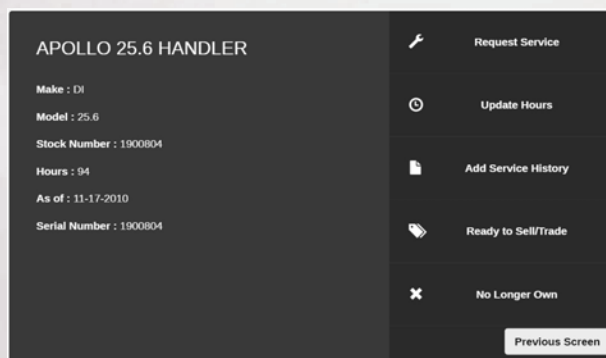 APOLLO 25.6 HANDLER
Make : DI
Model : 25.6
Stock Number : 1900804
Hours : 94
As of : 11-17-2010
Serial Number : 1900804
Request Service
Update Hours
Add Service History
Ready to Sell/Trade
No Longer Own
Previous Screen